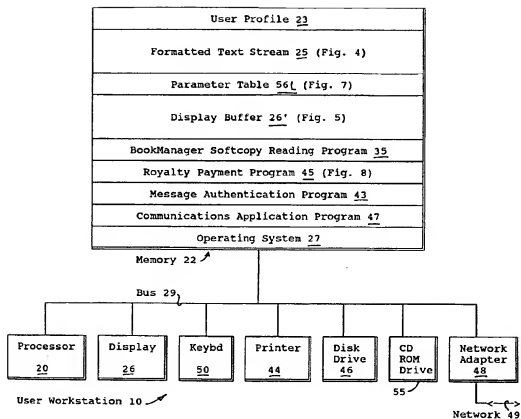 User Profile 23
Formatted Text Stream 25 (Fig. 4)
Parameter Table 56l (Fig. 7)
Display Buffer 26' (Fig. 5)
BookManager Softcopy Reading Program 35
Royalty Payment Program 45 (Fig. 8)
Message Authentication Program 43
Communications Application Program 47
Operating System 27
Memory 22
Bus 29
Processor 20
Display 26
Keybd 50
Printer 44
Disk Drive 46
CD ROM Drive
Network Adapter 48
55
User Workstation 10
Network 49